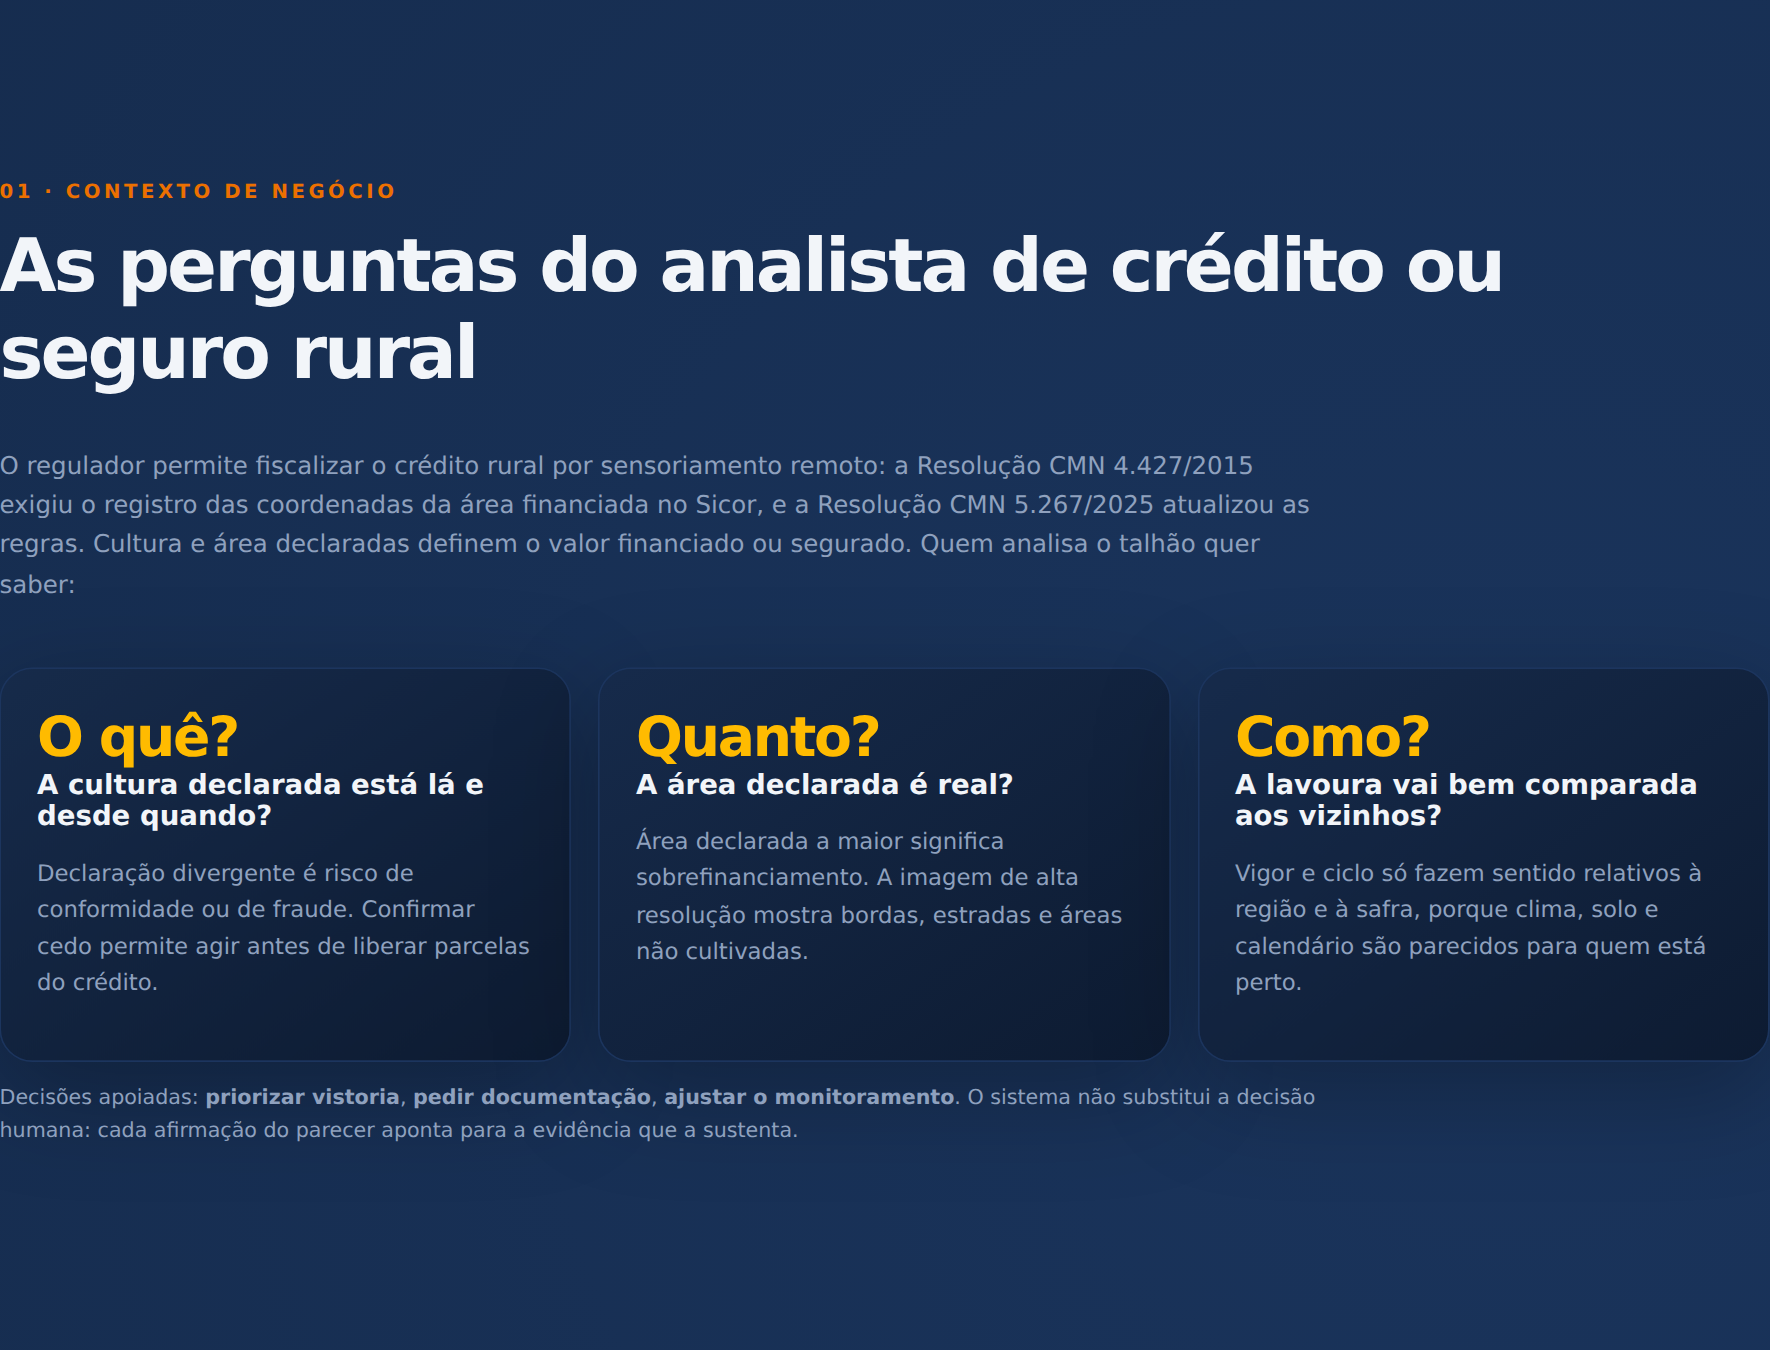 01 · CONTEXTO DE NEGÓCIO
As perguntas do analista de crédito ou
seguro rural
O regulador permite fiscalizar o crédito rural por sensoriamento remoto: a Resolução CMN 4.427/2015
exigiu o registro das coordenadas da área financiada no Sicor, e a Resolução CMN 5.267/2025 atualizou as
regras. Cultura e área declaradas definem o valor financiado ou segurado. Quem analisa o talhão quer
saber:
O quê?
A cultura declarada está lá e
desde quando?
Declaração divergente é risco de
conformidade ou de fraude. Confirmar
cedo permite agir antes de liberar parcelas
do crédito.
Quanto?
A área declarada é real?
Área declarada a maior significa
sobrefinanciamento. A imagem de alta
resolução mostra bordas, estradas e áreas
não cultivadas.
Como?
A lavoura vai bem comparada
aos vizinhos?
Vigor e ciclo só fazem sentido relativos à
região e à safra, porque clima, solo e
calendário são parecidos para quem está
perto.
Decisões apoiadas: priorizar vistoria, pedir documentação, ajustar o monitoramento. O sistema não substitui a decisão
humana: cada afirmação do parecer aponta para a evidência que a sustenta.